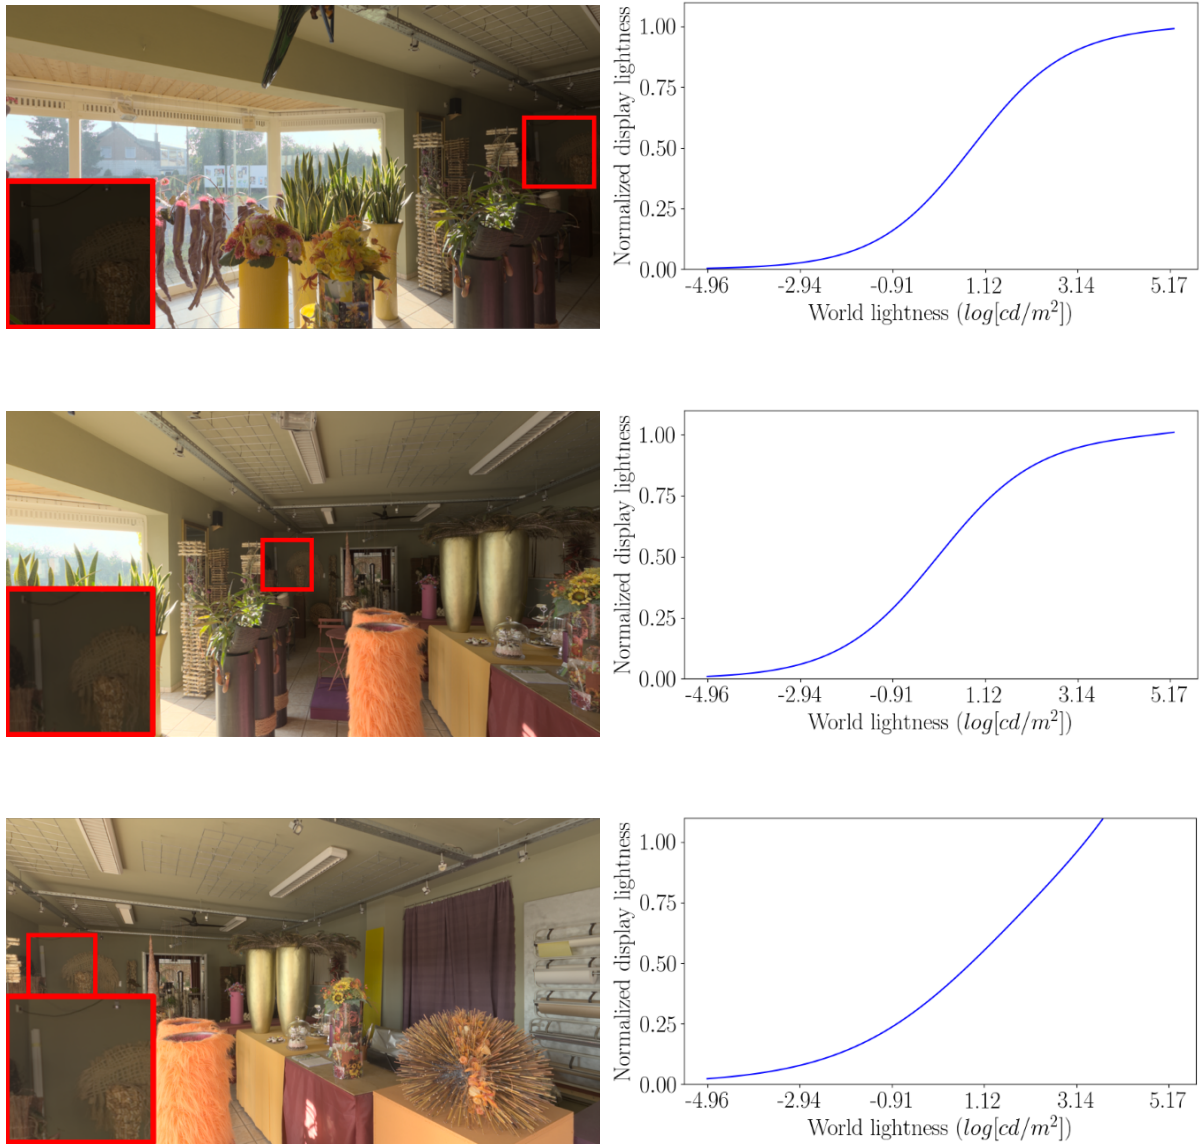 Normalized display lightness
1.00
0.75
0.50
0.25
0.00
-4.96 -2.94 -0.91 1.12 3.14 5.17
World lightness (log[cd/m²])
Normalized display lightness
1.00
0.75
0.50
0.25
0.00
-4.96 -2.94 -0.91 1.12 3.14 5.17
World lightness (log[cd/m²])
Normalized display lightness
1.00
0.75
0.50
0.25
0.00
-4.96 -2.94 -0.91 1.12 3.14 5.17
World lightness (log[cd/m²])